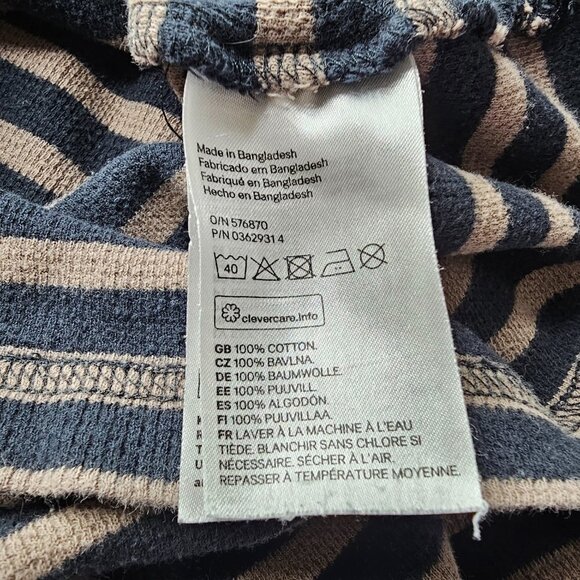 Made in Bangladesh
Fabricado em Bangladesh
Fabriqué en Bangladesh
Hecho en Bangladesh
O/N 576870
P/N 03629314
40
clevercare.info
GB 100% COTTON.
CZ 100% BAVLNA.
DE 100% BAUMWOLLE.
EE 100% PUUVILL.
ES 100% ALGODÓN.
FI 100% PUUVILLAA.
FR LAVER À LA MACHINE À L'EAU
TIÈDE. BLANCHIR SANS CHLORE SI
NÉCESSAIRE. SÉCHER À L'AIR.
REPASSER À TEMPÉRATURE MOYENNE.